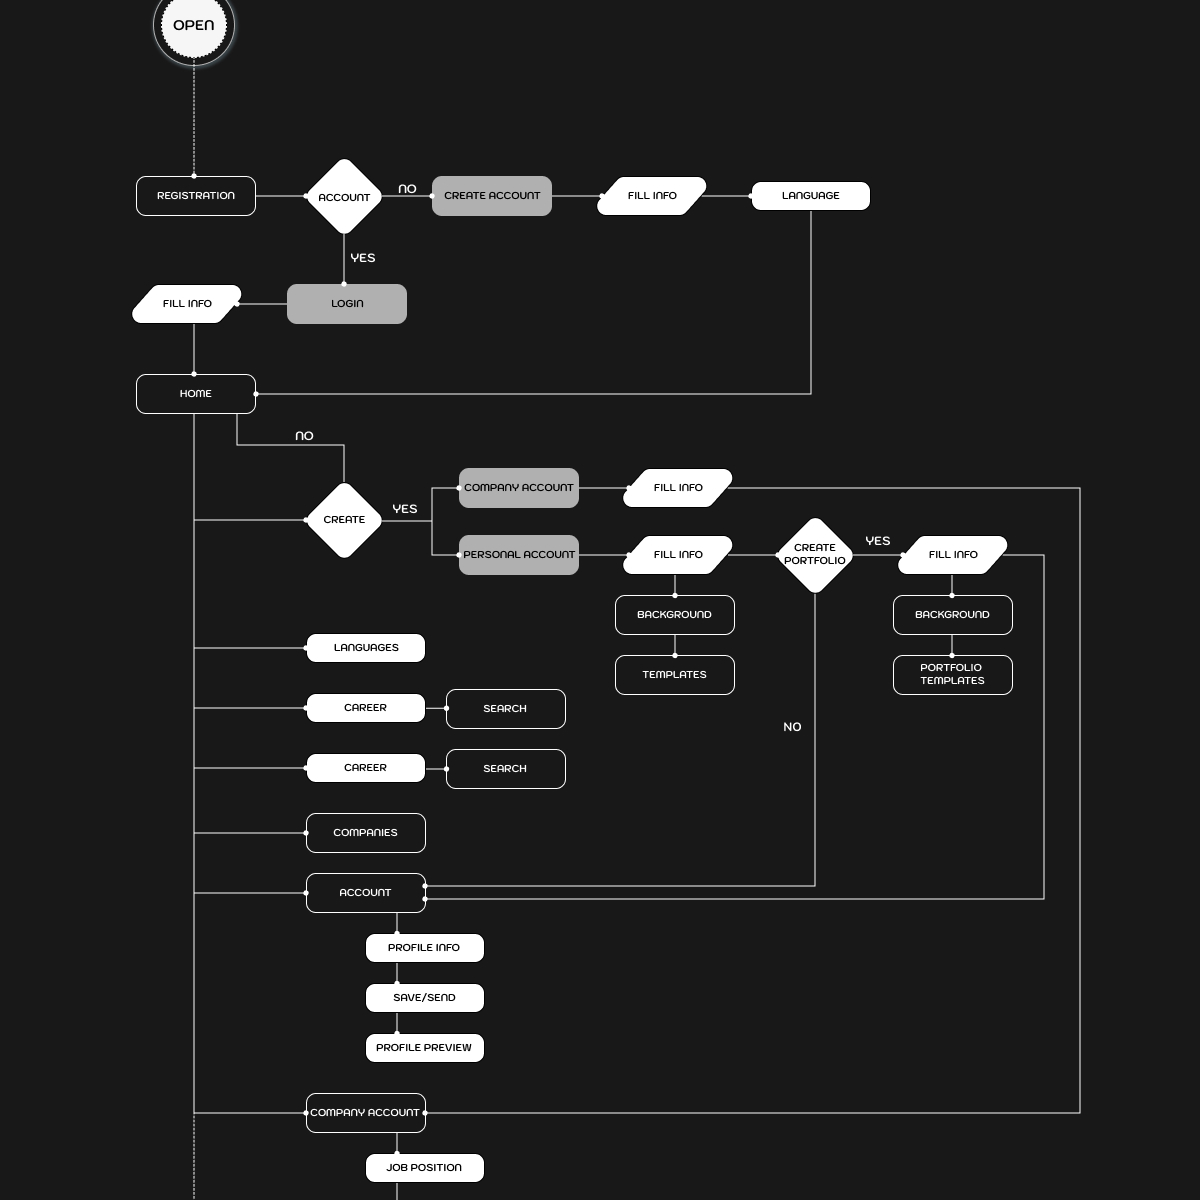 OPEN
REGISTRATION
ACCOUNT
NO
CREATE ACCOUNT
FILL INFO
LANGUAGE
YES
FILL INFO
LOGIN
HOME
NO
CREATE
YES
COMPANY ACCOUNT
FILL INFO
PERSONAL ACCOUNT
FILL INFO
CREATE
PORTFOLIO
YES
FILL INFO
BACKGROUND
TEMPLATES
BACKGROUND
PORTFOLIO
TEMPLATES
NO
LANGUAGES
CAREER
SEARCH
CAREER
SEARCH
COMPANIES
ACCOUNT
PROFILE INFO
SAVE/SEND
PROFILE PREVIEW
COMPANY ACCOUNT
JOB POSITION